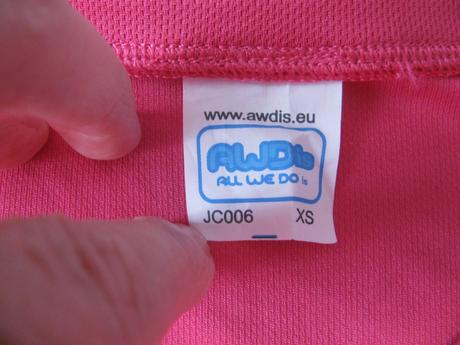 www.awdis.eu
AWDis
ALL WE DO is
JC006 XS